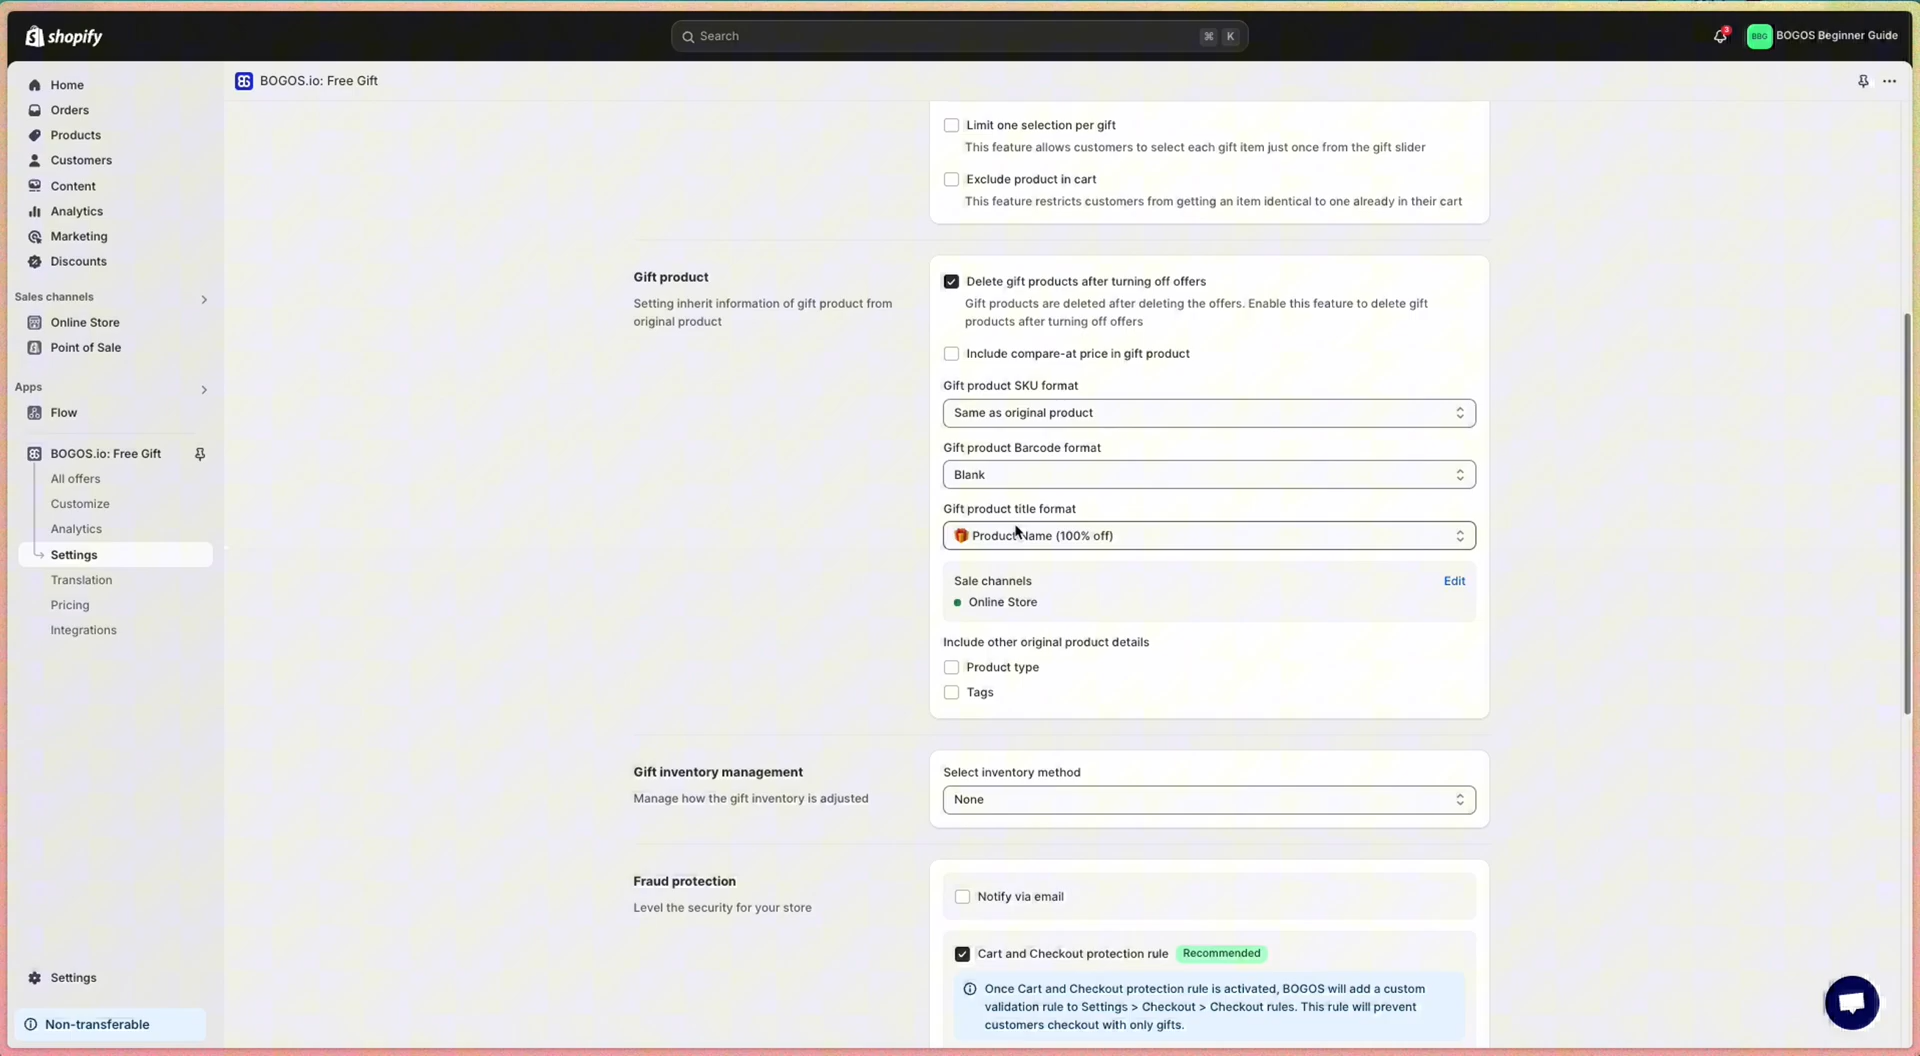 shopify
Search
⌘ K
3
BBG
BOGOS Beginner Guide
Home
Orders
Products
Customers
Content
Analytics
Marketing
Discounts
Sales channels
Online Store
Point of Sale
Apps
Flow
BOGOS.io: Free Gift
All offers
Customize
Analytics
Settings
Translation
Pricing
Integrations
Settings
Non-transferable
BOGOS.io: Free Gift
Limit one selection per gift
This feature allows customers to select each gift item just once from the gift slider
Exclude product in cart
This feature restricts customers from getting an item identical to one already in their cart
Gift product
Setting inherit information of gift product from
original product
Delete gift products after turning off offers
Gift products are deleted after deleting the offers. Enable this feature to delete gift
products after turning off offers
Include compare-at price in gift product
Gift product SKU format
Same as original product
Gift product Barcode format
Blank
Gift product title format
🎁 Product Name (100% off)
Sale channels
Edit
Online Store
Include other original product details
Product type
Tags
Gift inventory management
Manage how the gift inventory is adjusted
Select inventory method
None
Fraud protection
Level the security for your store
Notify via email
Cart and Checkout protection rule
Recommended
Once Cart and Checkout protection rule is activated, BOGOS will add a custom
validation rule to Settings > Checkout > Checkout rules. This rule will prevent
customers checkout with only gifts.